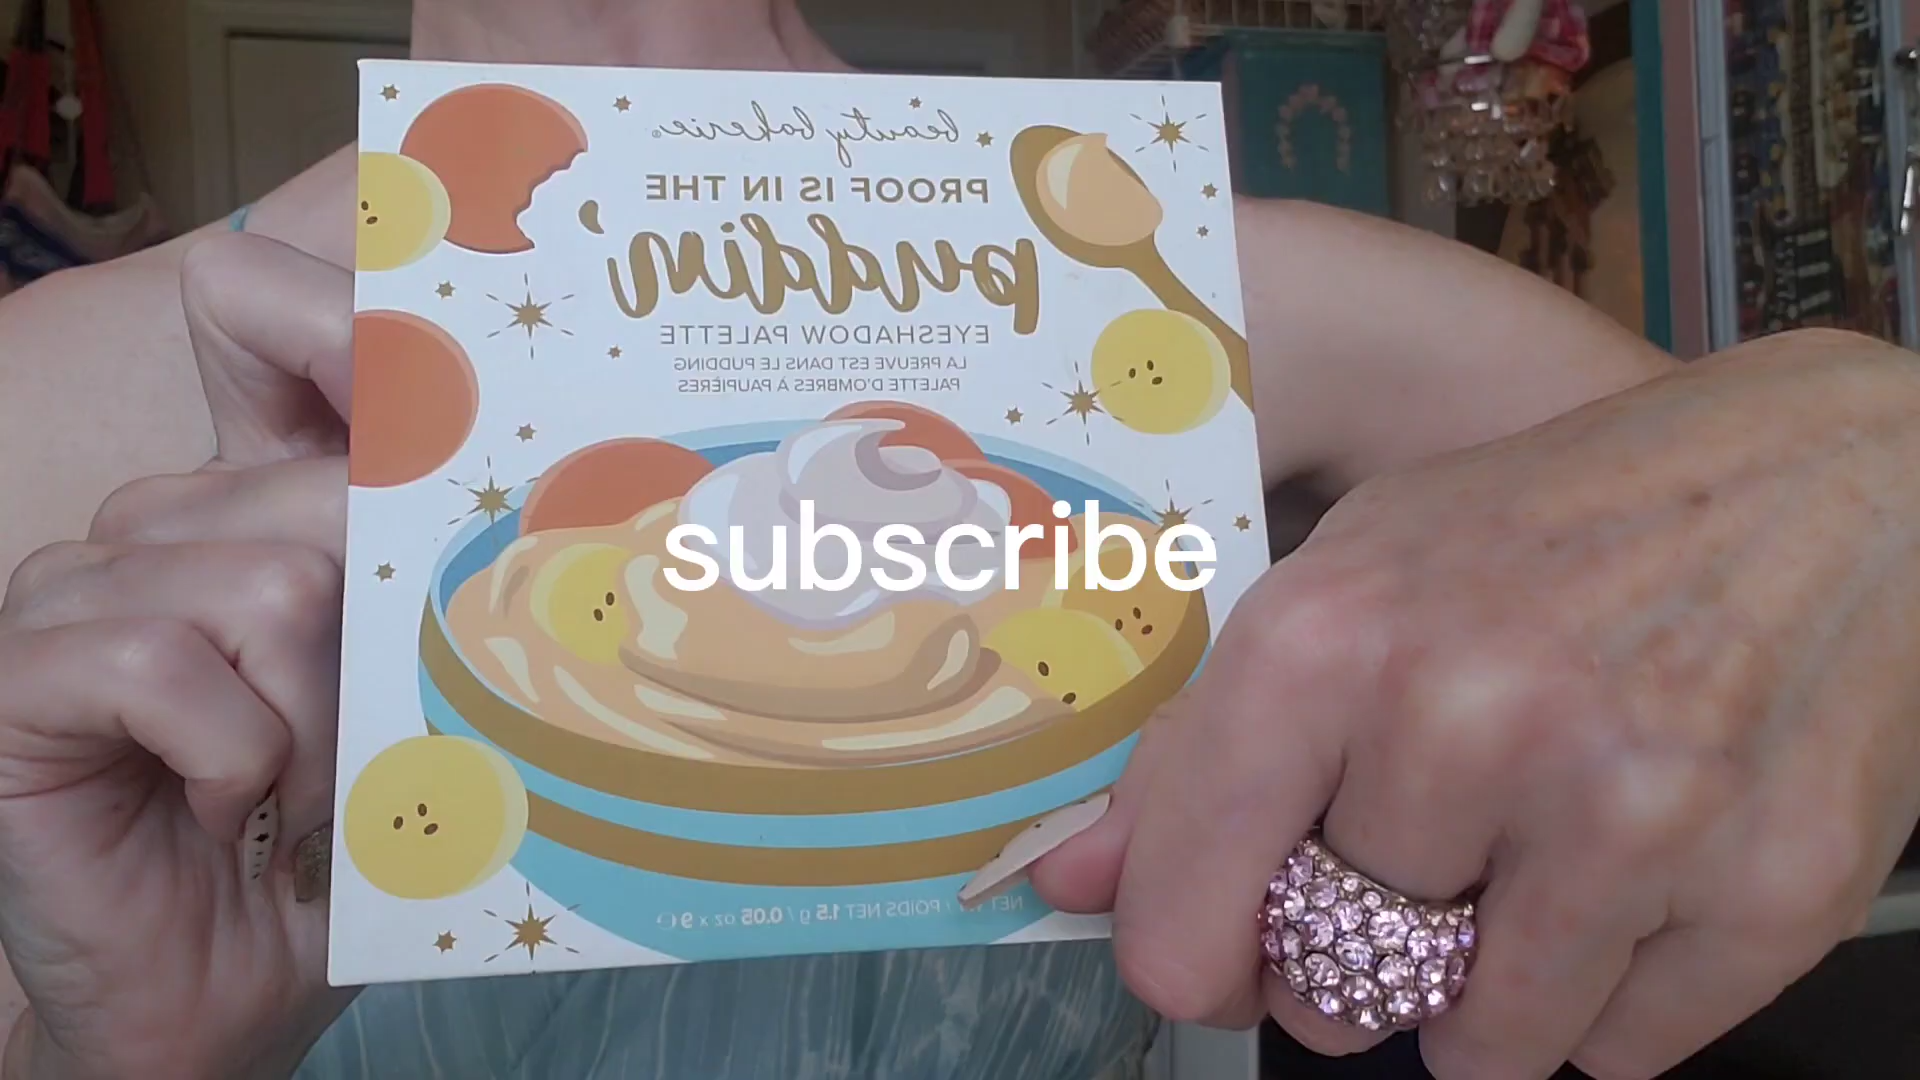 beauty bakerie®
PROOF IS IN THE
puddin'
EYESHADOW PALETTE
LA PREUVE EST DANS LE PUDDING
PALETTE D'OMBRES À PAUPIÈRES
subscribe
NET / POIDS NET 1.5 g / 0.05 oz x 9 ℮